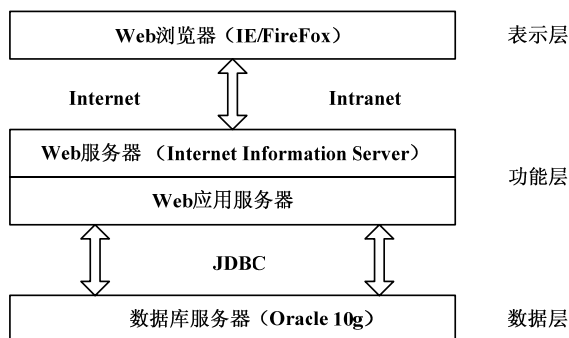 Web浏览器（IE/FireFox） 表示层
Internet Intranet
Web服务器 （Internet Information Server）
功能层
Web应用服务器
JDBC
数据库服务器（Oracle 10g） 数据层